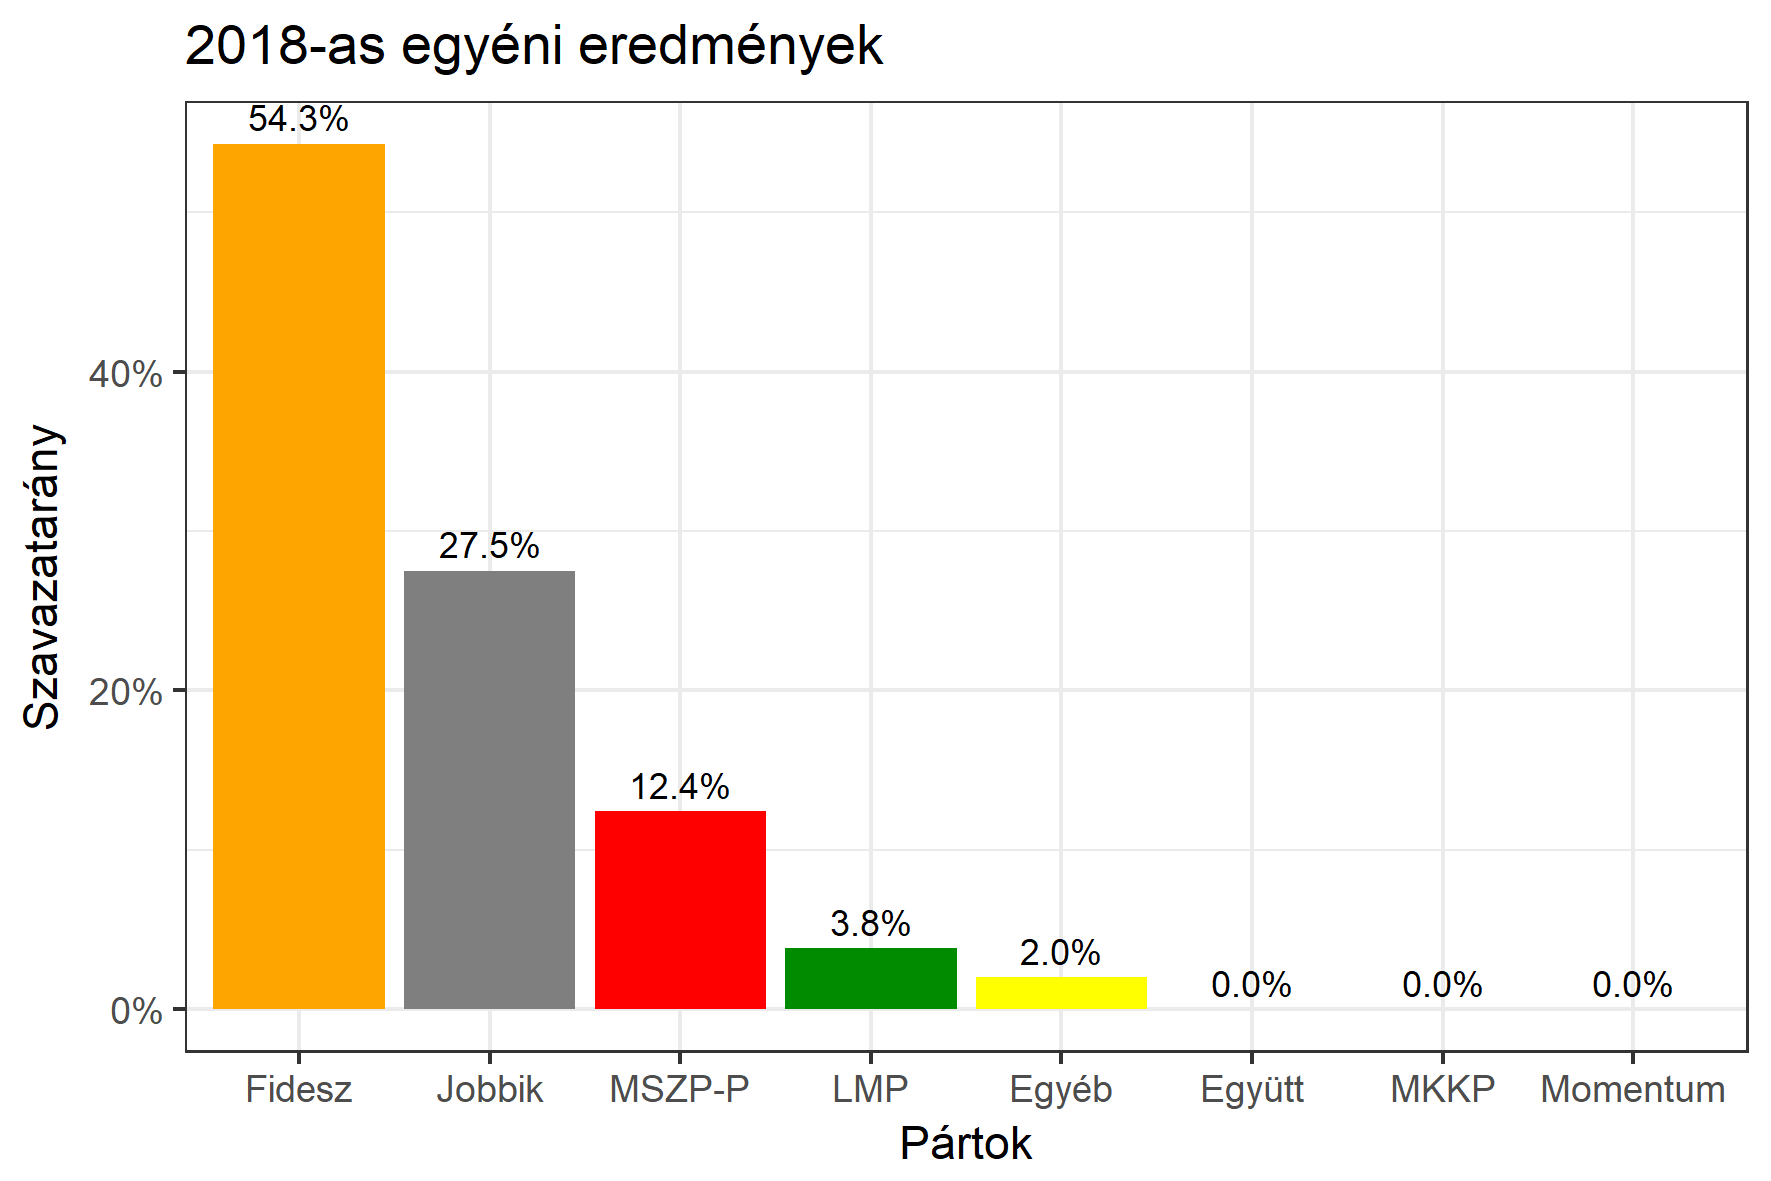 2018-as egyéni eredmények
54.3%
27.5%
12.4%
3.8%
2.0%
0.0%
0.0%
0.0%
Szavazatarány
40%
20%
0%
Fidesz
Jobbik
MSZP-P
LMP
Egyéb
Együtt
MKKP
Momentum
Pártok